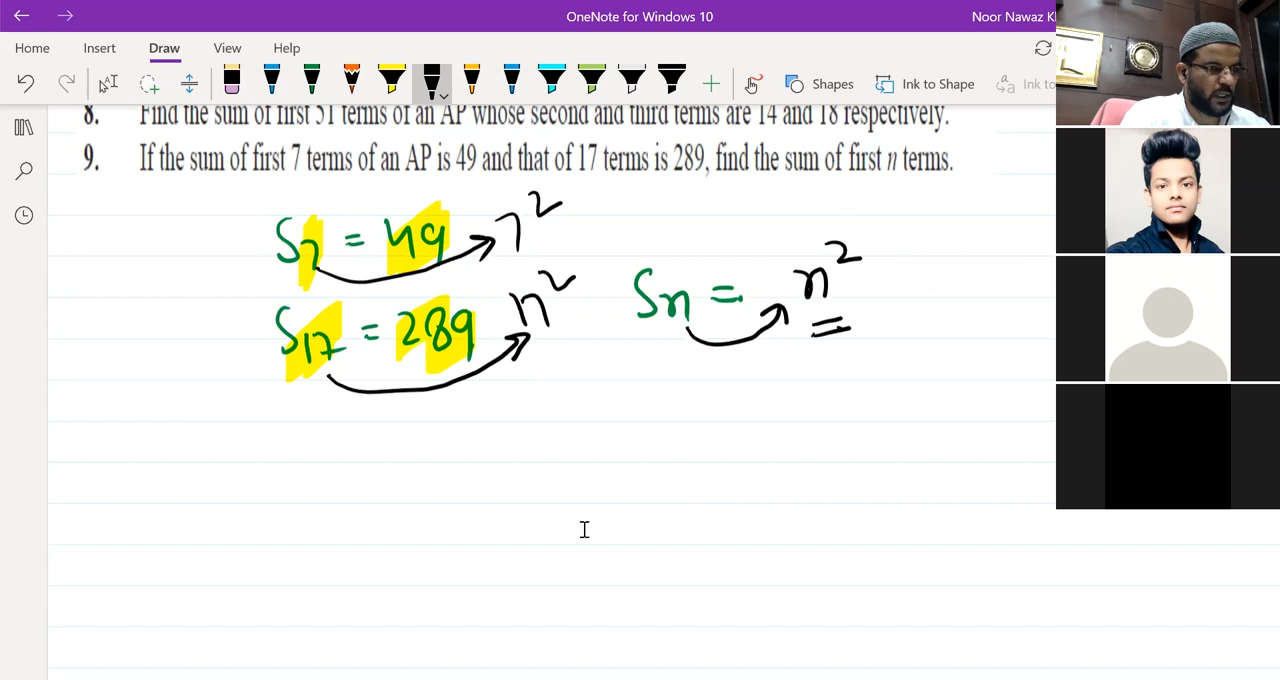 OneNote for Windows 10
Noor Nawaz K
Home Insert Draw View Help
Shapes Ink to Shape Ink to
8. Find the sum of first 51 terms of an AP whose second and third terms are 14 and 18 respectively.
9. If the sum of first 7 terms of an AP is 49 and that of 17 terms is 289, find the sum of first n terms.
S7 = 49 7²
S17 = 289 17²
Sn = n²